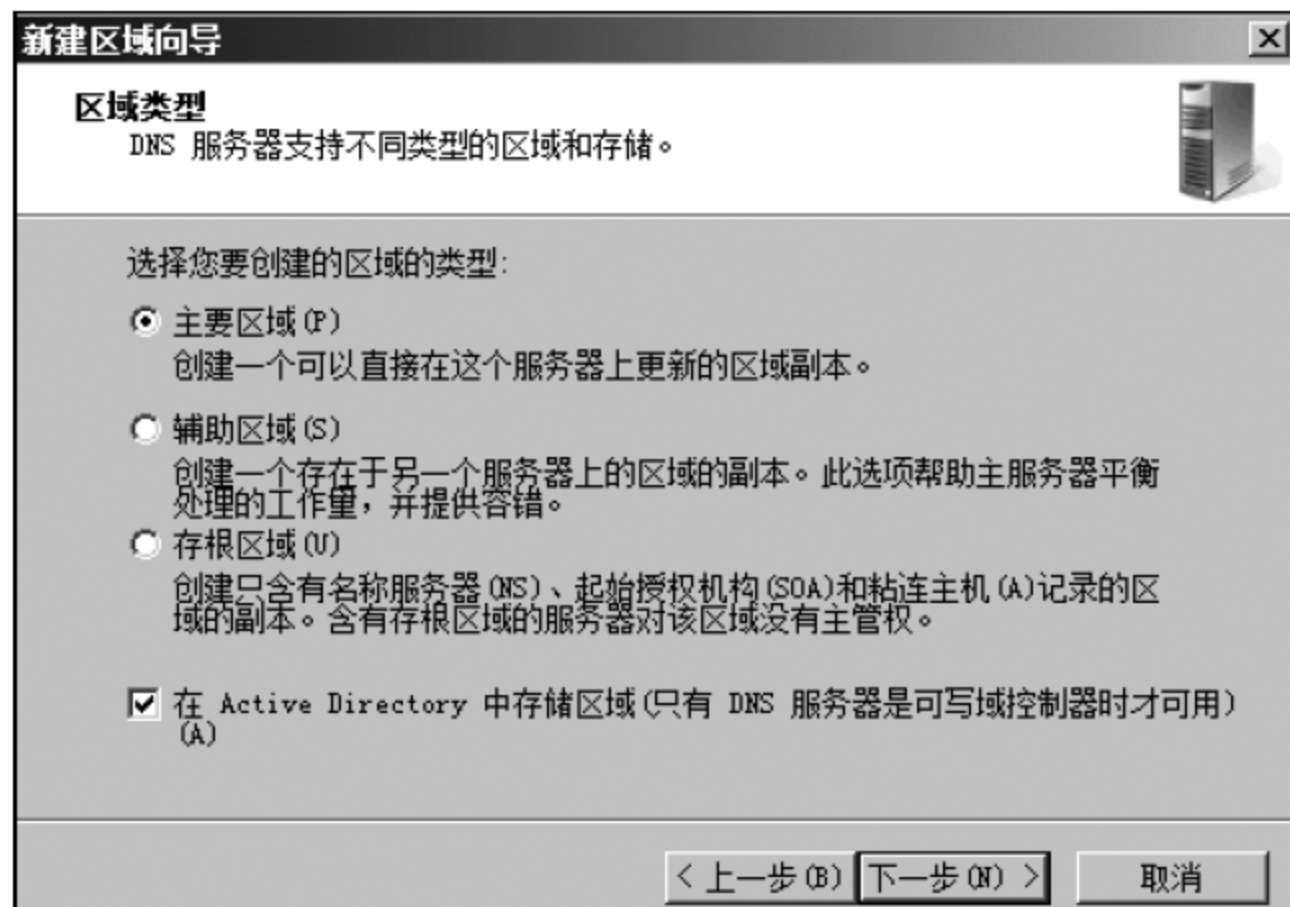 新建区域向导
区域类型
DNS 服务器支持不同类型的区域和存储。
选择您要创建的区域的类型:
主要区域(P)
创建一个可以直接在这个服务器上更新的区域副本。
辅助区域(S)
创建一个存在于另一个服务器上的区域的副本。此选项帮助主服务器平衡
处理的工作量，并提供容错。
存根区域(U)
创建只含有名称服务器(NS)、起始授权机构(SOA)和粘连主机(A)记录的区
域的副本。含有存根区域的服务器对该区域没有主管权。
在 Active Directory 中存储区域(只有 DNS 服务器是可写域控制器时才可用)
(A)
< 上一步(B) 下一步(N) > 取消